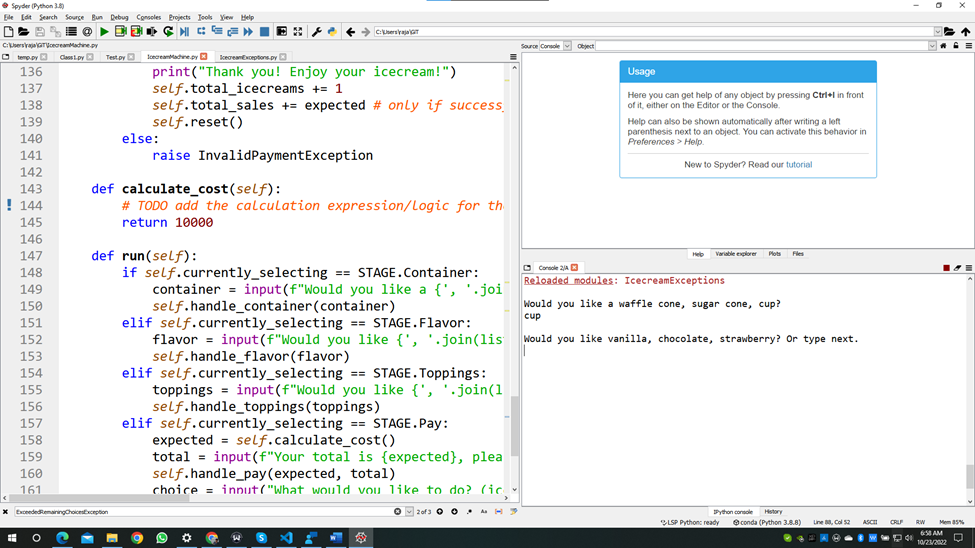 Spyder (Python 3.8)
File Edit Search Source Run Debug Consoles Projects Tools View Help
C:\Users\raja\GIT
C:\Users\raja\GIT\IcecreamMachine.py
temp.py Class1.py Test.py IcecreamMachine.py IcecreamExceptions.py
136 print("Thank you! Enjoy your icecream!")
137 self.total_icecreams += 1
138 self.total_sales += expected # only if success
139 self.reset()
140 else:
141 raise InvalidPaymentException
142
143 def calculate_cost(self):
144 # TODO add the calculation expression/logic for th
145 return 10000
146
147 def run(self):
148 if self.currently_selecting == STAGE.Container:
149 container = input(f"Would you like a {', '.joi
150 self.handle_container(container)
151 elif self.currently_selecting == STAGE.Flavor:
152 flavor = input(f"Would you like {', '.join(lis
153 self.handle_flavor(flavor)
154 elif self.currently_selecting == STAGE.Toppings:
155 toppings = input(f"Would you like {', '.join(l
156 self.handle_toppings(toppings)
157 elif self.currently_selecting == STAGE.Pay:
158 expected = self.calculate_cost()
159 total = input(f"Your total is {expected}, plea
160 self.handle_pay(expected, total)
161 choice = input("What would you like to do? (ic
ExceededRemainingChoicesException 2 of 3 Aa
Source Console Object
Usage
Here you can get help of any object by pressing Ctrl+I in front
of it, either on the Editor or the Console.
Help can also be shown automatically after writing a left
parenthesis next to an object. You can activate this behavior in
Preferences > Help.
New to Spyder? Read our tutorial
Help Variable explorer Plots Files
Console 2/A
Reloaded modules: IcecreamExceptions
Would you like a waffle cone, sugar cone, cup?
cup
Would you like vanilla, chocolate, strawberry? Or type next.
IPython console History
LSP Python: ready conda (Python 3.8.8) Line 88, Col 52 ASCII CRLF RW Mem 85%
6:58 AM
10/23/2022